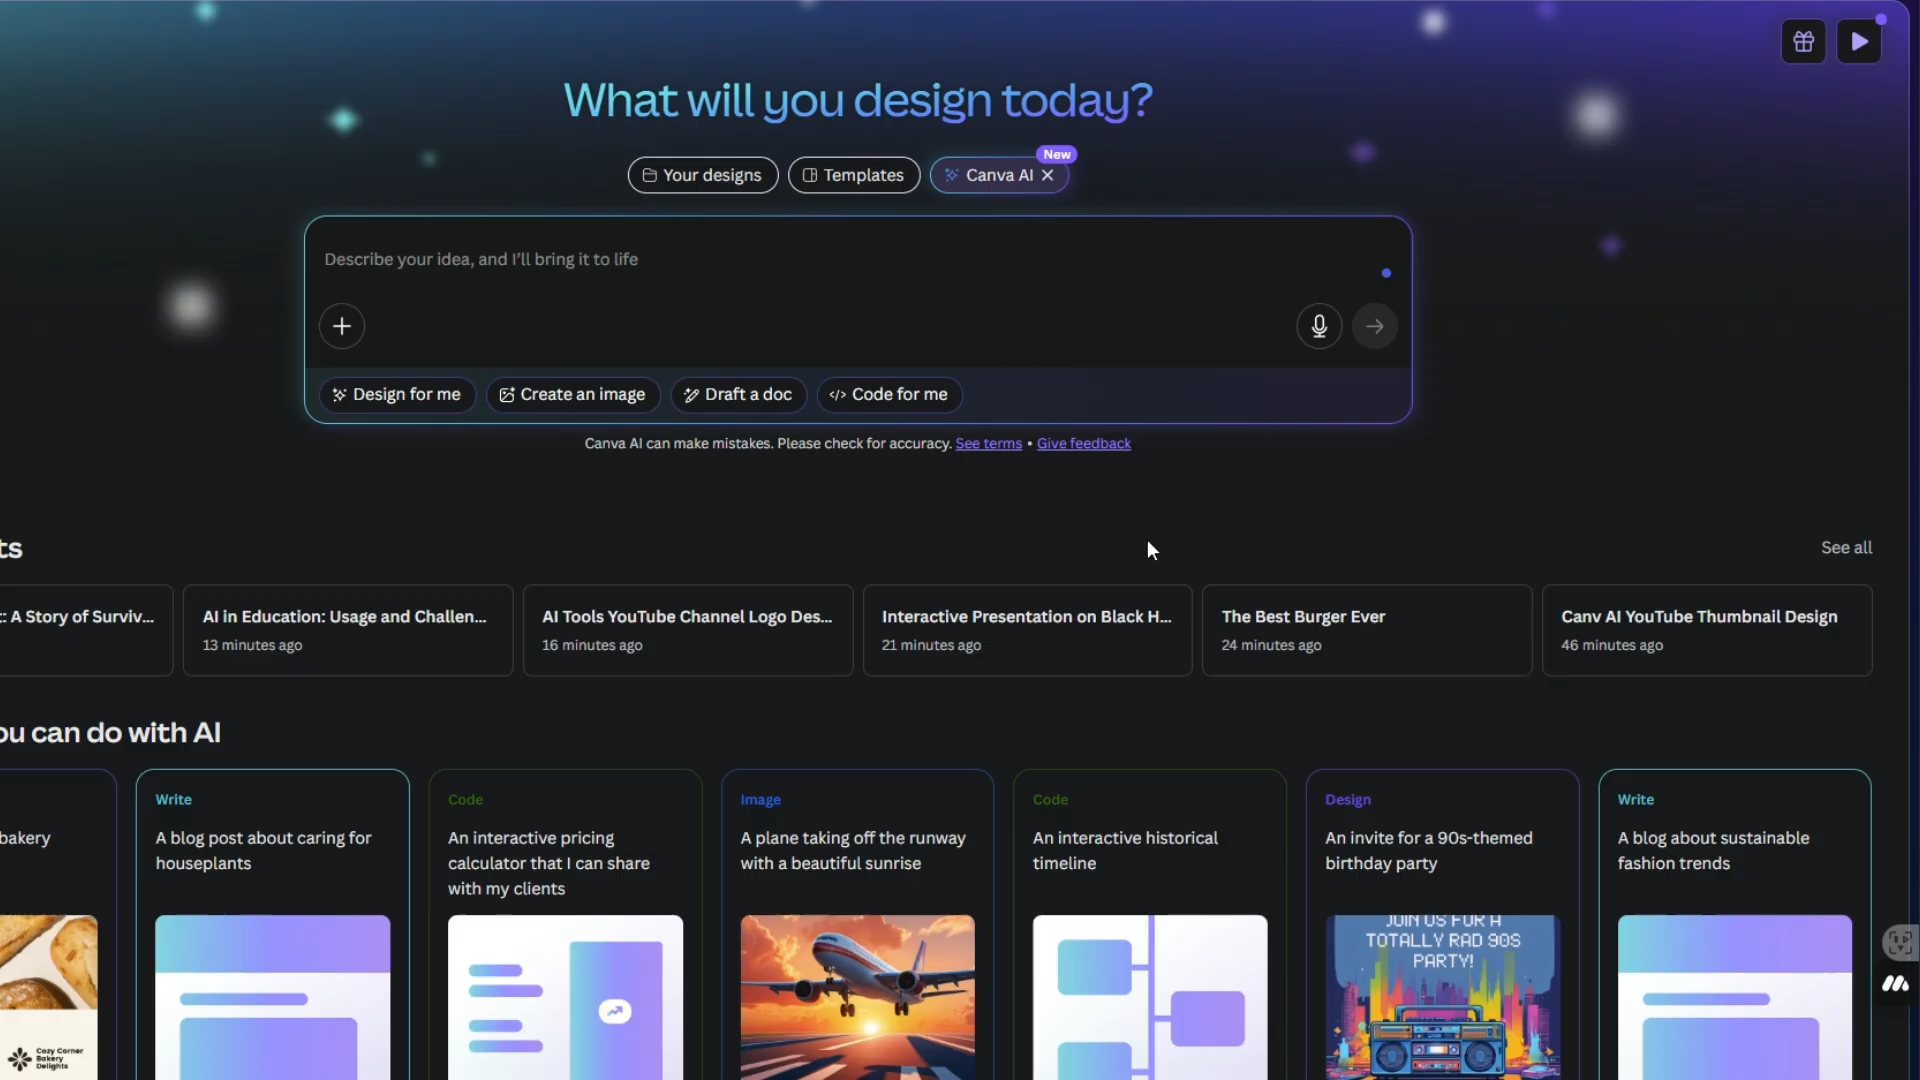 What will you design today?
New
Your designs
Templates
Canva AI
Describe your idea, and I'll bring it to life
Design for me
Create an image
Draft a doc
</> Code for me
Canva AI can make mistakes. Please check for accuracy. See terms • Give feedback
ts
See all
: A Story of Surviv...
AI in Education: Usage and Challen...
13 minutes ago
AI Tools YouTube Channel Logo Des...
16 minutes ago
Interactive Presentation on Black H...
21 minutes ago
The Best Burger Ever
24 minutes ago
Canv AI YouTube Thumbnail Design
46 minutes ago
ou can do with AI
bakery
Cozy Corner
Bakery
Delights
Write
A blog post about caring for
houseplants
Code
An interactive pricing
calculator that I can share
with my clients
Image
A plane taking off the runway
with a beautiful sunrise
Code
An interactive historical
timeline
Design
An invite for a 90s-themed
birthday party
JOIN US FOR A
TOTALLY RAD 90S
PARTY!
Write
A blog about sustainable
fashion trends